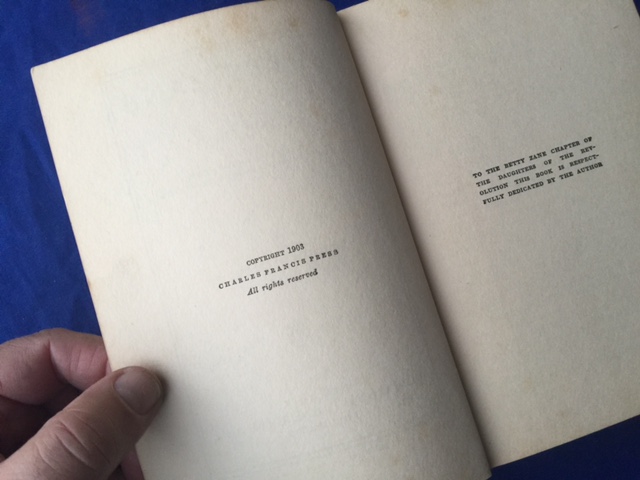 COPYRIGHT 1903
CHARLES FRANCIS PRESS
All rights reserved
TO THE BETTY ZANE CHAPTER OF
THE DAUGHTERS OF THE REV-
OLUTION THIS BOOK IS RESPECT-
FULLY DEDICATED BY THE AUTHOR